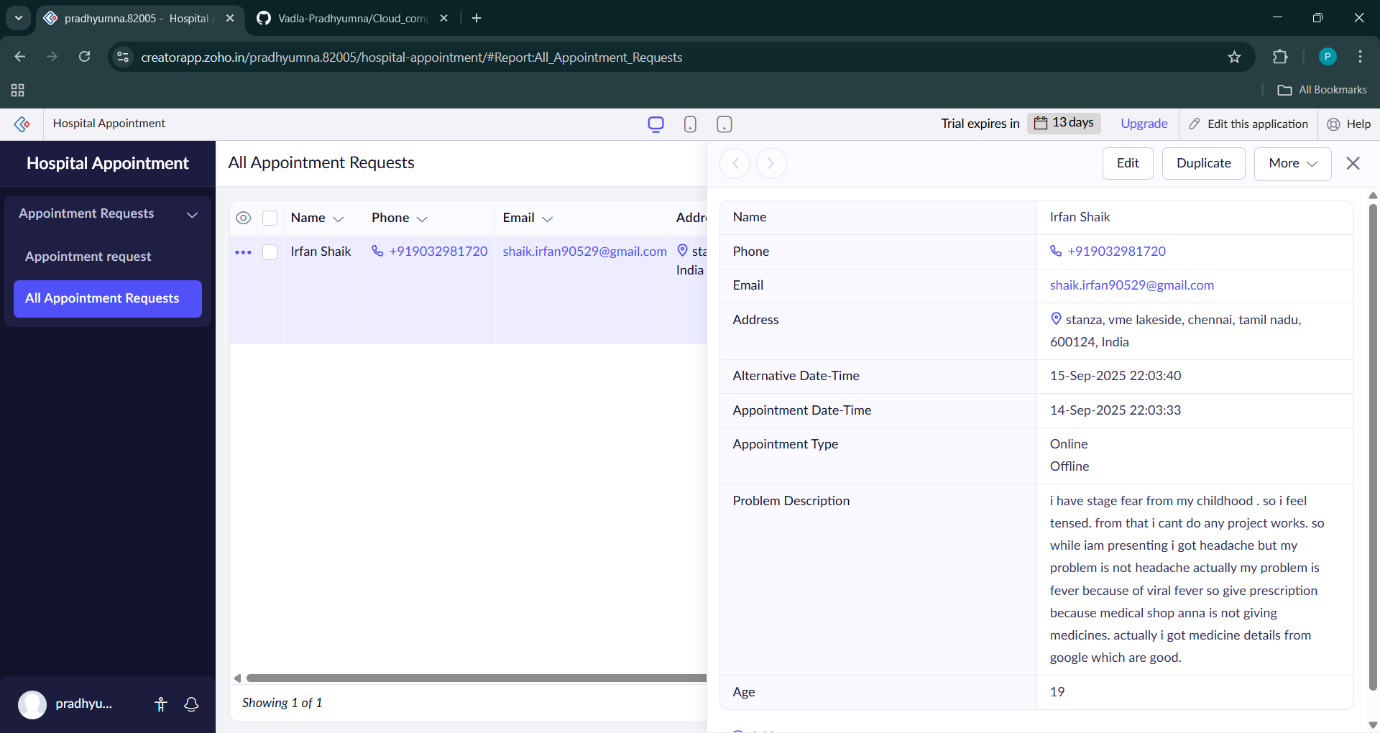 pradhyumna.82005 - Hospital
Vadla-Pradhyumna/Cloud_com
creatorapp.zoho.in/pradhyumna.82005/hospital-appointment/#Report:All_Appointment_Requests
P
All Bookmarks
Hospital Appointment
Trial expires in
13 days
Upgrade
Edit this application
Help
Hospital Appointment
Appointment Requests
Appointment request
All Appointment Requests
pradhyu...
All Appointment Requests
Name
Phone
Email
Addr
Irfan Shaik
+919032981720
shaik.irfan90529@gmail.com
sta
India
Showing 1 of 1
Edit
Duplicate
More
Name
Irfan Shaik
Phone
+919032981720
Email
shaik.irfan90529@gmail.com
Address
stanza, vme lakeside, chennai, tamil nadu,
600124, India
Alternative Date-Time
15-Sep-2025 22:03:40
Appointment Date-Time
14-Sep-2025 22:03:33
Appointment Type
Online
Offline
Problem Description
i have stage fear from my childhood . so i feel
tensed. from that i cant do any project works. so
while iam presenting i got headache but my
problem is not headache actually my problem is
fever because of viral fever so give prescription
because medical shop anna is not giving
medicines. actually i got medicine details from
google which are good.
Age
19